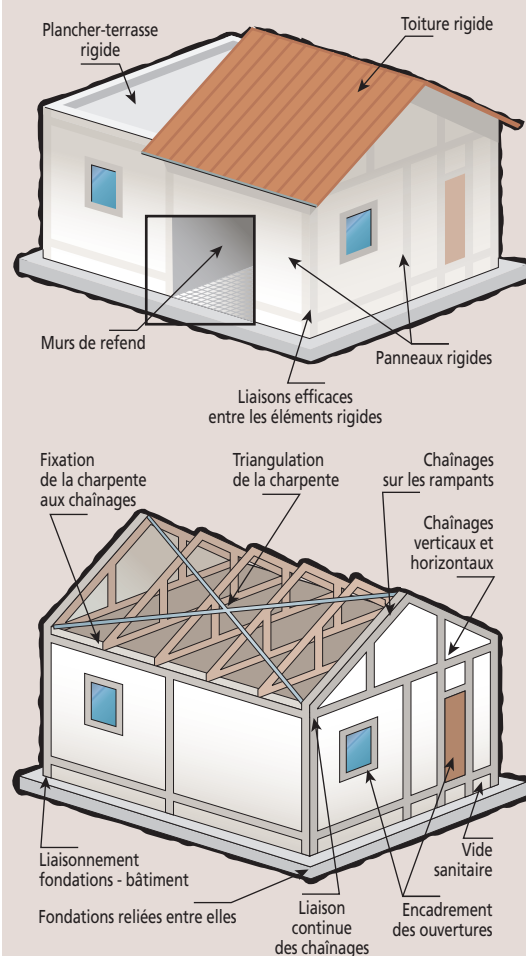 Plancher-terrasse
rigide
Toiture rigide
Murs de refend
Panneaux rigides
Liaisons efficaces
entre les éléments rigides
Fixation
de la charpente
aux chaînages
Triangulation
de la charpente
Chaînages
sur les rampants
Chaînages
verticaux et
horizontaux
Liaisonnement
fondations - bâtiment
Fondations reliées entre elles
Liaison
continue
des chaînages
Encadrement
des ouvertures
Vide
sanitaire